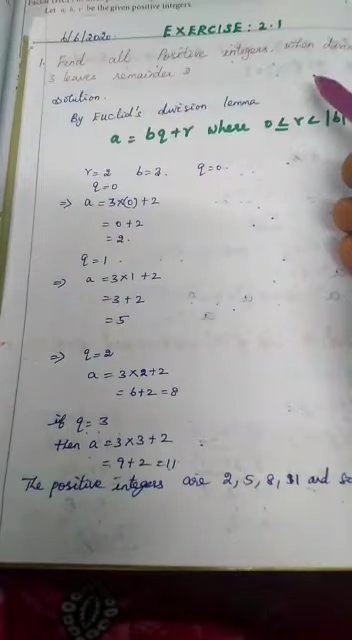 Let a, b, c be the given positive integers.
6/6/2020 EXERCISE: 2.1
1. Find all Positive integers, when divi
3 leaves remainder 2
solution.
By Euclid's division lemma
a = bq+r where 0≤r<|b|
r=2 b=3. q=0.
q=0
⇒ a=3×(0)+2
=0+2
=2.
q=1
⇒ a=3×1+2
=3+2
=5
⇒ q=2
a=3×2+2
=6+2=8
if q=3
then a=3×3+2
=9+2=11
The positive integers are 2, 5, 8, 11 and so